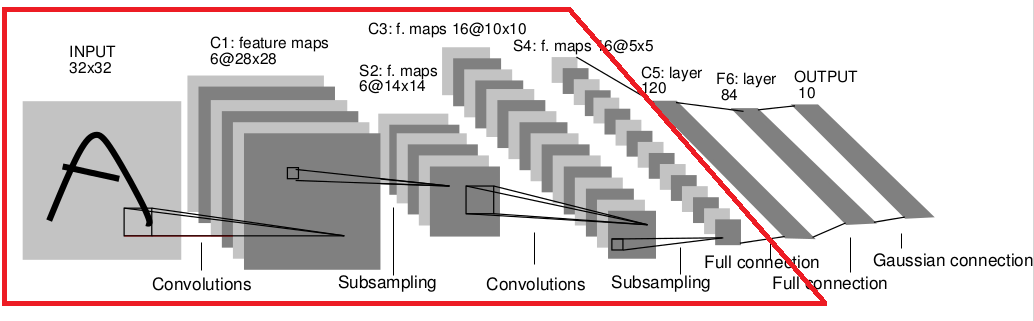 INPUT
32x32
C1: feature maps
6@28x28
S2: f. maps
6@14x14
C3: f. maps 16@10x10
S4: f. maps 16@5x5
C5: layer
120
F6: layer
84
OUTPUT
10
Convolutions
Subsampling
Convolutions
Subsampling
Full connection
Full connection
Gaussian connection